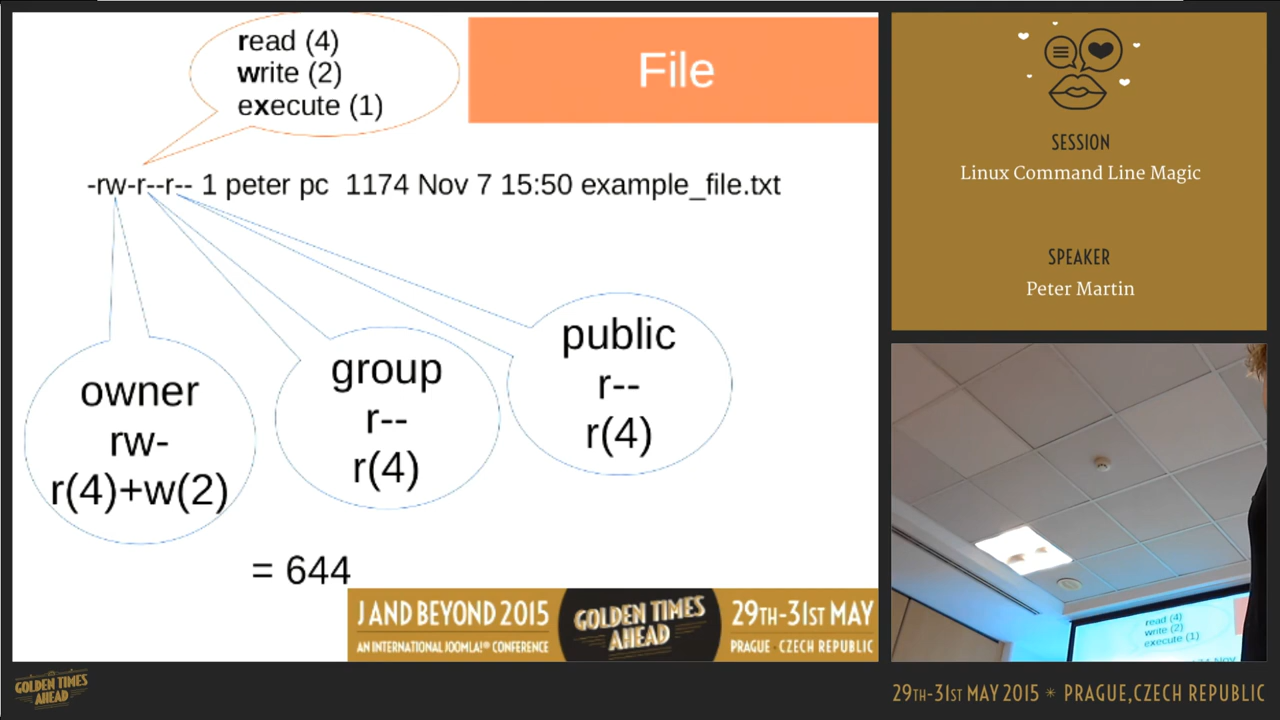 read (4)
write (2)
execute (1)
File
-rw-r--r-- 1 peter pc 1174 Nov 7 15:50 example_file.txt
owner
rw-
r(4)+w(2)
group
r--
r(4)
public
r--
r(4)
= 644
J AND BEYOND 2015
AN INTERNATIONAL JOOMLA!® CONFERENCE
GOLDEN TIMES
AHEAD
29TH-31ST MAY
PRAGUE · CZECH REPUBLIC
SESSION
Linux Command Line Magic
SPEAKER
Peter Martin
read (4)
write (2)
execute (1)
Nov
GOLDEN TIMES
AHEAD
29TH-31ST MAY 2015 * PRAGUE, CZECH REPUBLIC